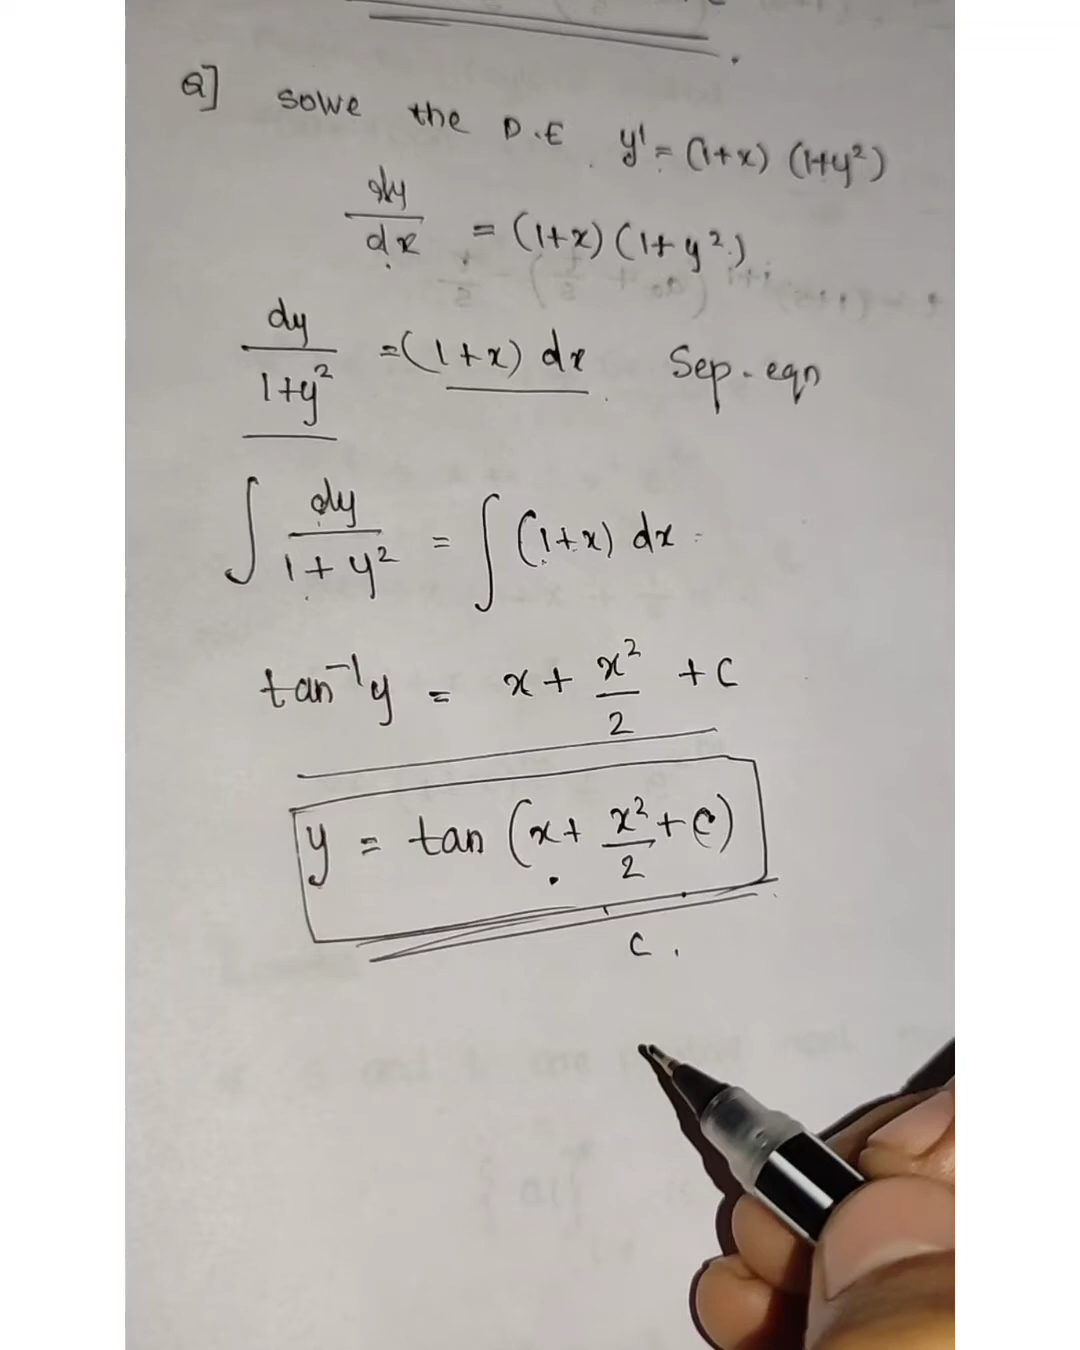 Q] solve the D.E y' = (1+x) (1+y²)
dy/dx = (1+x) (1+y²)
dy/1+y² = (1+x) dx Sep. eqn
∫ dy/1+y² = ∫ (1+x) dx
tan⁻¹y = x + x²/2 + c
y = tan (x + x²/2 + c)
c .